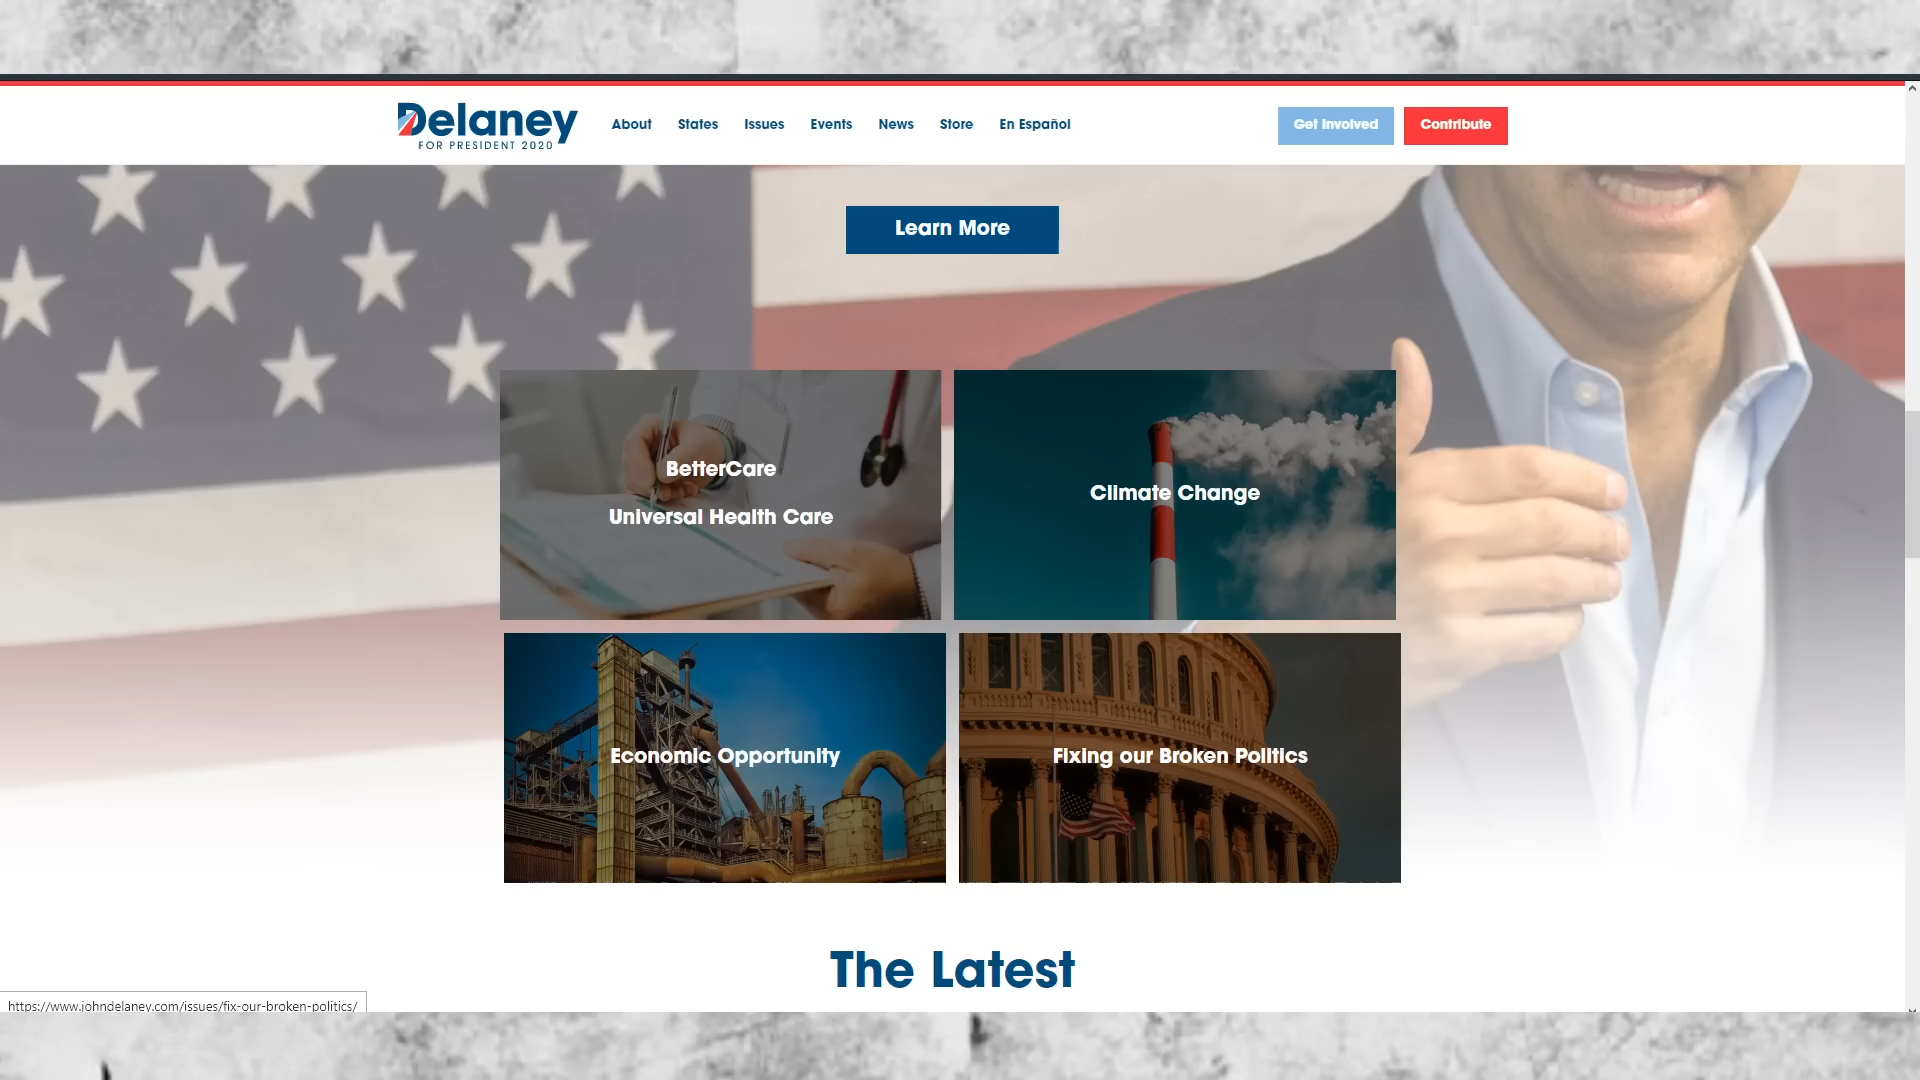 Delaney
FOR PRESIDENT 2020
About States Issues Events News Store En Español
Get Involved Contribute
Learn More
BetterCare
Universal Health Care
Climate Change
Economic Opportunity
Fixing our Broken Politics
The Latest
https://www.johndelaney.com/issues/fix-our-broken-politics/